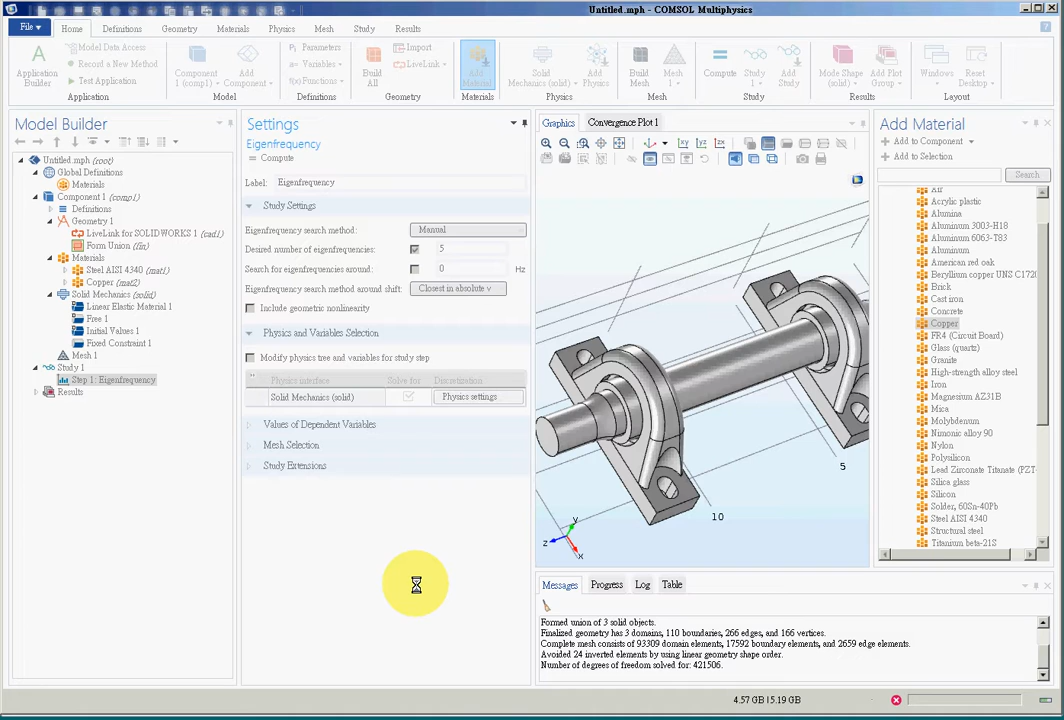 Untitled.mph - COMSOL Multiphysics
File Home Definitions Geometry Materials Physics Mesh Study Results
Application Builder
Model Data Access
Record a New Method
Test Application
Application
Component 1 (comp1)
Add Component
Model
Parameters
Variables
Functions
Definitions
Build All
Import
LiveLink
Geometry
Add Material
Materials
Solid Mechanics (solid)
Add Physics
Physics
Build Mesh
Mesh 1
Mesh
Compute
Study 1
Add Study
Study
Mode Shape (solid)
Add Plot Group
Results
Windows
Reset Desktop
Layout
Model Builder
Untitled.mph (root)
Global Definitions
Materials
Component 1 (comp1)
Definitions
Geometry 1
LiveLink for SOLIDWORKS 1 (cad1)
Form Union (fin)
Materials
Steel AISI 4340 (mat1)
Copper (mat2)
Solid Mechanics (solid)
Linear Elastic Material 1
Free 1
Initial Values 1
Fixed Constraint 1
Mesh 1
Study 1
Step 1: Eigenfrequency
Results
Settings
Eigenfrequency
= Compute
Label: Eigenfrequency
Study Settings
Eigenfrequency search method: Manual
Desired number of eigenfrequencies: 5
Search for eigenfrequencies around: 0 Hz
Eigenfrequency search method around shift: Closest in absolute v
Include geometric nonlinearity
Physics and Variables Selection
Modify physics tree and variables for study step
Physics interface Solve for Discretization
Solid Mechanics (solid) Physics settings
Values of Dependent Variables
Mesh Selection
Study Extensions
Graphics Convergence Plot 1
5
10
y
z
x
Messages Progress Log Table
Formed union of 3 solid objects.
Finalized geometry has 3 domains, 110 boundaries, 266 edges, and 166 vertices.
Complete mesh consists of 93309 domain elements, 17592 boundary elements, and 2659 edge elements.
Avoided 24 inverted elements by using linear geometry shape order.
Number of degrees of freedom solved for: 421506.
Add Material
Add to Component
Add to Selection
Search
Air
Acrylic plastic
Alumina
Aluminum 3003-H18
Aluminum 6063-T83
Aluminum
American red oak
Beryllium copper UNS C1720
Brick
Cast iron
Concrete
Copper
FR4 (Circuit Board)
Glass (quartz)
Granite
High-strength alloy steel
Iron
Magnesium AZ31B
Mica
Molybdenum
Nimonic alloy 90
Nylon
Polysilicon
Lead Zirconate Titanate (PZT-
Silica glass
Silicon
Solder, 60Sn-40Pb
Steel AISI 4340
Structural steel
Titanium beta-21S
4.57 GB | 5.19 GB